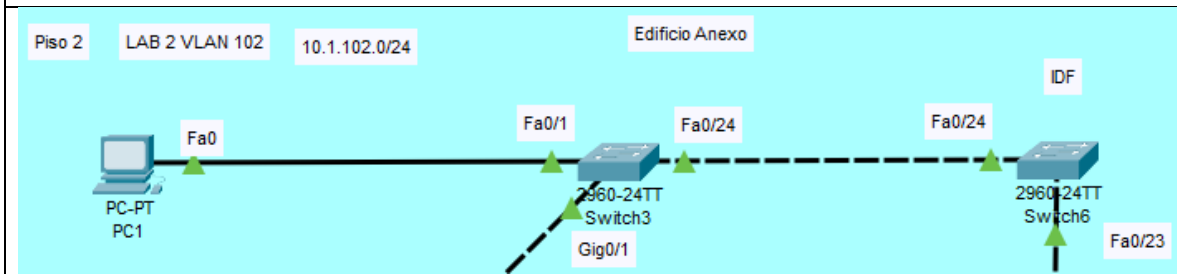 Piso 2
LAB 2 VLAN 102
10.1.102.0/24
Edificio Anexo
IDF
Fa0
Fa0/1
Fa0/24
Fa0/24
PC-PT
PC1
2960-24TT
Switch3
2960-24TT
Switch6
Gig0/1
Fa0/23